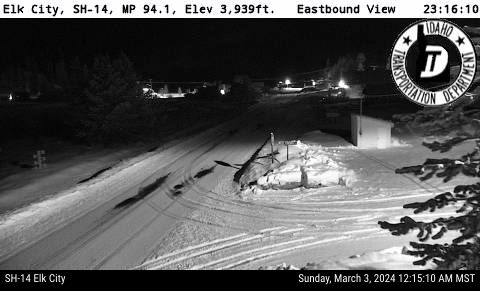 Elk City, SH-14, MP 94.1, Elev 3,939ft. Eastbound View 23:16:10
IDAHO
TRANSPORTATION DEPARTMENT
SH-14 Elk City Sunday, March 3, 2024 12:15:10 AM MST